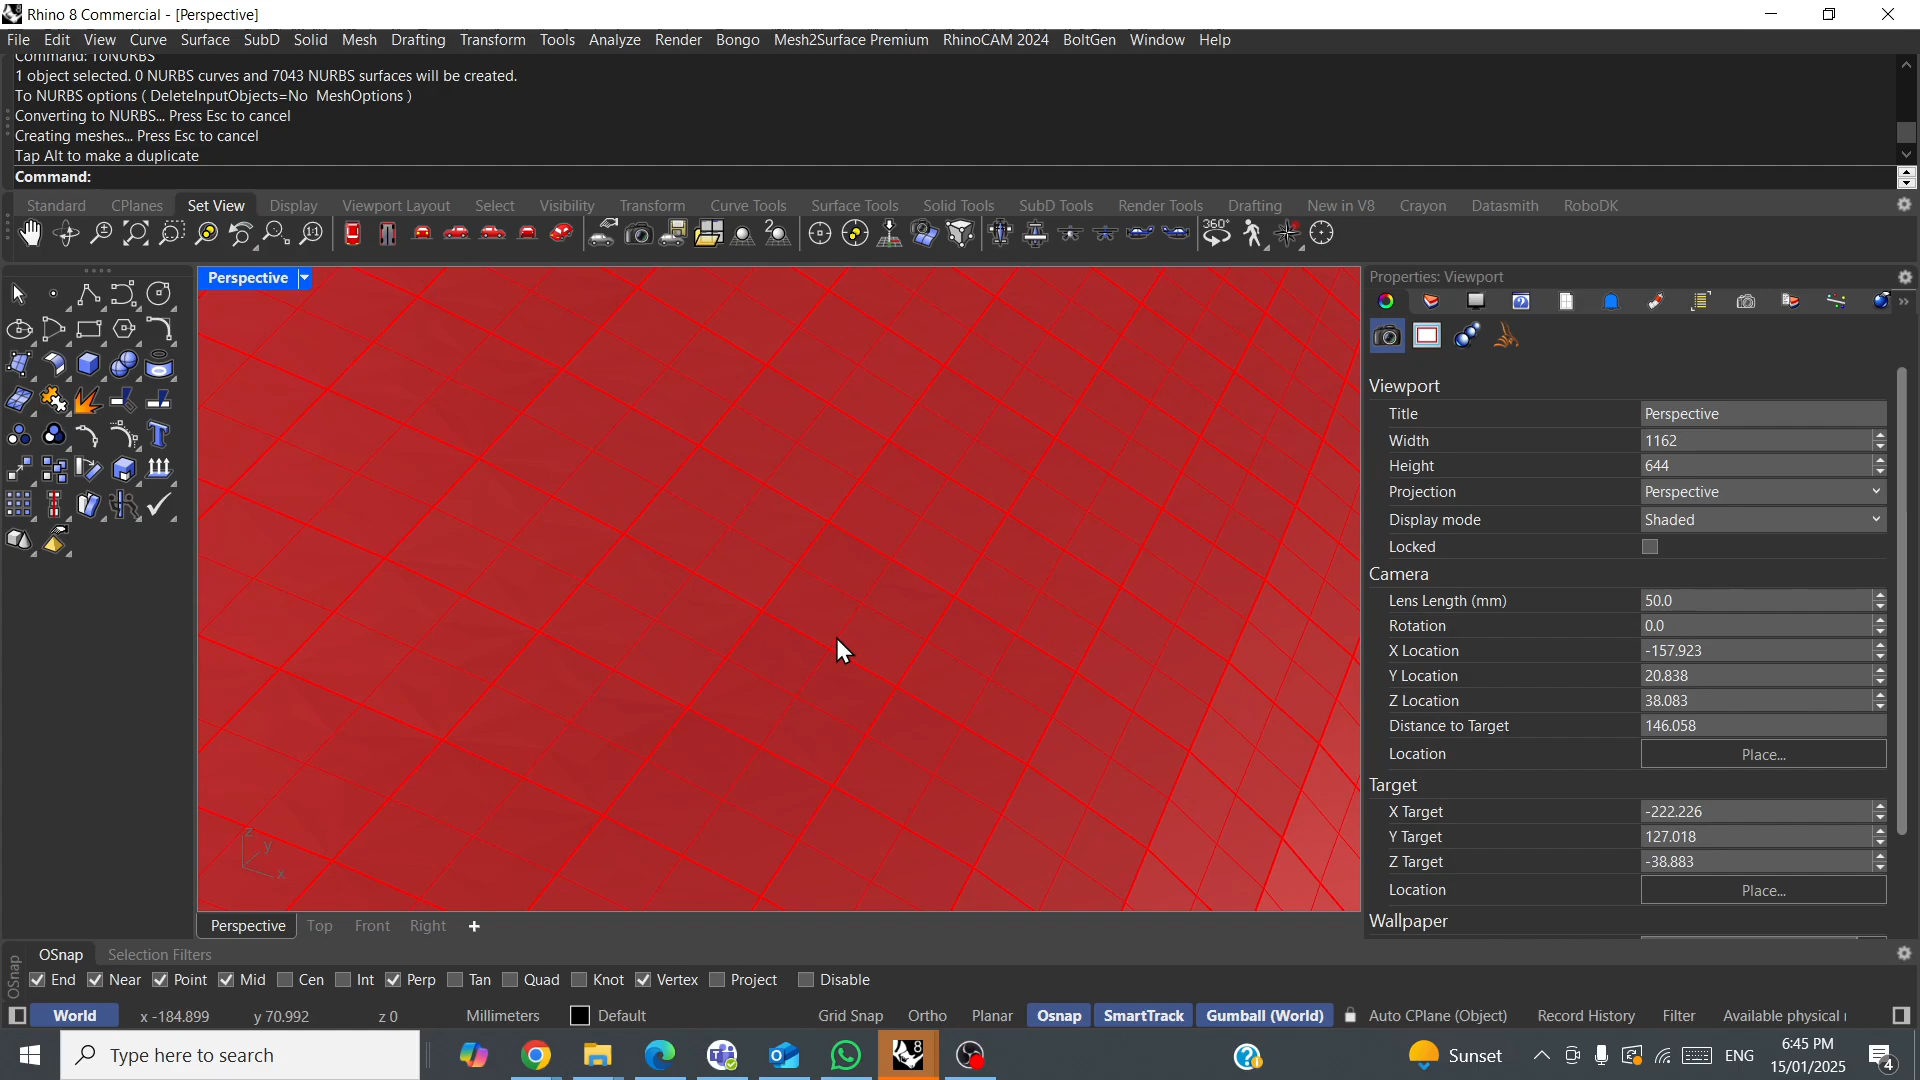 Rhino 8 Commercial - [Perspective]
File Edit View Curve Surface SubD Solid Mesh Drafting Transform Tools Analyze Render Bongo Mesh2Surface Premium RhinoCAM 2024 BoltGen Window Help
Command: ToNURBS
1 object selected. 0 NURBS curves and 7043 NURBS surfaces will be created.
To NURBS options ( DeleteInputObjects=No MeshOptions )
Converting to NURBS... Press Esc to cancel
Creating meshes... Press Esc to cancel
Tap Alt to make a duplicate
Command:
Standard CPlanes Set View Display Viewport Layout Select Visibility Transform Curve Tools Surface Tools Solid Tools SubD Tools Render Tools Drafting New in V8 Crayon Datasmith RoboDK
1:1 2 360°
Perspective
Properties: Viewport
Viewport
Title Perspective
Width 1162
Height 644
Projection Perspective
Display mode Shaded
Locked
Camera
Lens Length (mm) 50.0
Rotation 0.0
X Location -157.923
Y Location 20.838
Z Location 38.083
Distance to Target 146.058
Location Place...
Target
X Target -222.226
Y Target 127.018
Z Target -38.883
Location Place...
Wallpaper
z
y
x
Perspective Top Front Right
OSnap Selection Filters
OSnap
End Near Point Mid Cen Int Perp Tan Quad Knot Vertex Project Disable
World x -184.899 y 70.992 z 0 Millimeters Default Grid Snap Ortho Planar Osnap SmartTrack Gumball (World) Auto CPlane (Object) Record History Filter Available physical
Type here to search
8
Sunset
ENG
6:45 PM
15/01/2025
4